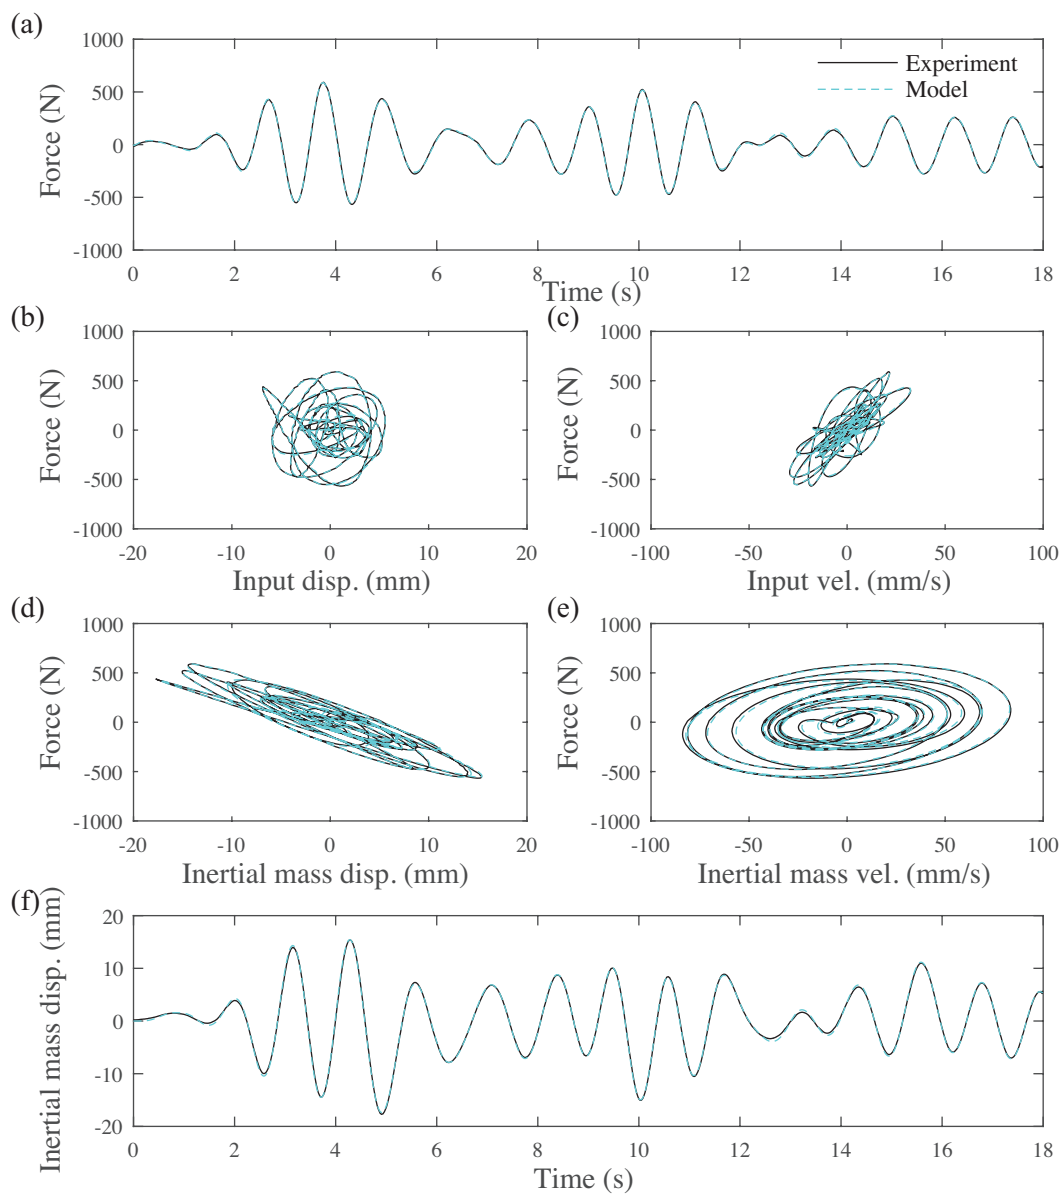 (a)
1000
500
0
-500
-1000
Force (N)
Experiment
Model
0 2 4 6 8 10 12 14 16 18
Time (s)
(b)
1000
500
0
-500
-1000
Force (N)
-20 -10 0 10 20
Input disp. (mm)
(c)
1000
500
0
-500
-1000
Force (N)
-100 -50 0 50 100
Input vel. (mm/s)
(d)
1000
500
0
-500
-1000
Force (N)
-20 -10 0 10 20
Inertial mass disp. (mm)
(e)
1000
500
0
-500
-1000
Force (N)
-100 -50 0 50 100
Inertial mass vel. (mm/s)
(f)
20
10
0
-10
-20
Inertial mass disp. (mm)
0 2 4 6 8 10 12 14 16 18
Time (s)